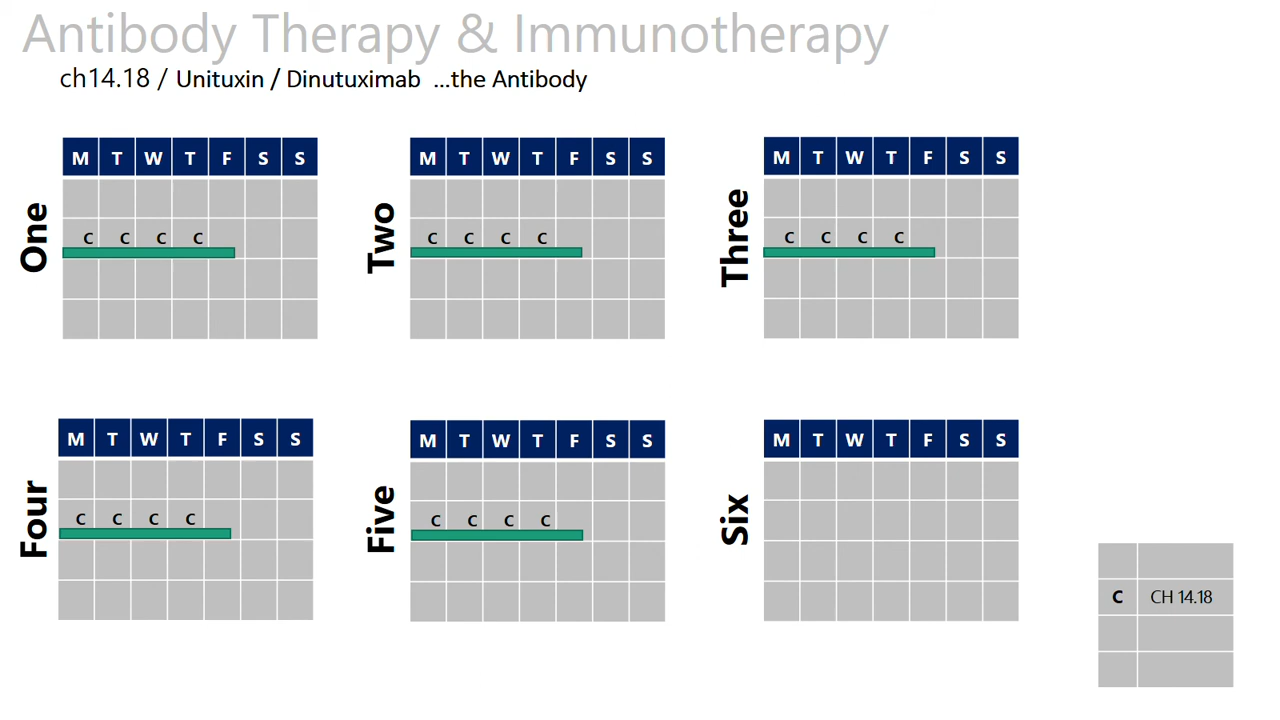 Antibody Therapy & Immunotherapy
ch14.18 / Unituxin / Dinutuximab ...the Antibody
One
M T W T F S S
C C C C
Two
M T W T F S S
C C C C
Three
M T W T F S S
C C C C
Four
M T W T F S S
C C C C
Five
M T W T F S S
C C C C
Six
M T W T F S S
C CH 14.18